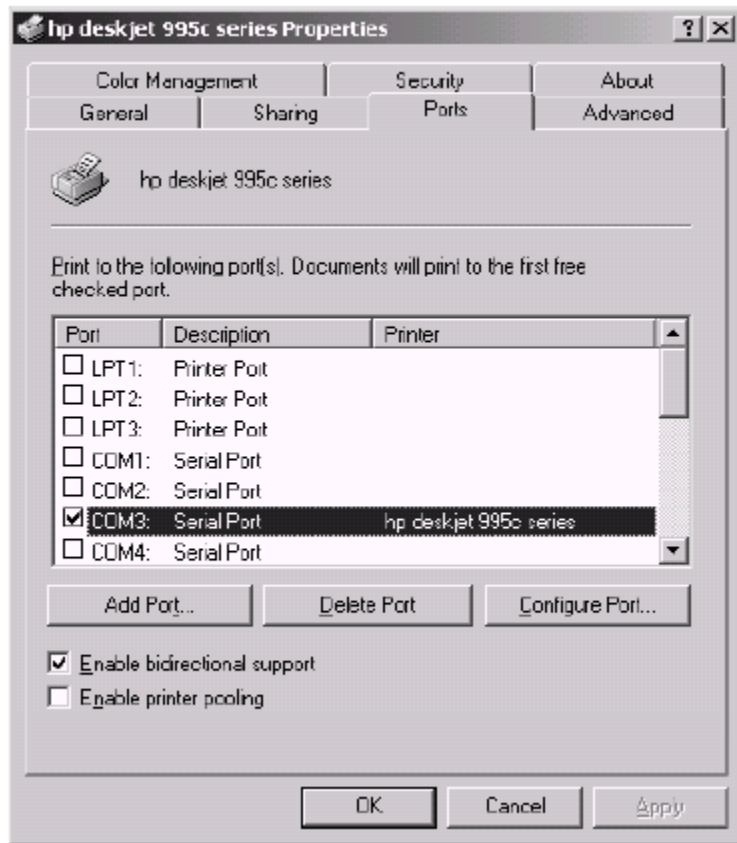 hp deskjet 995c series Properties
Color Management Security About
General Sharing Ports Advanced
hp deskjet 995c series
Print to the following port(s). Documents will print to the first free
checked port.
Port Description Printer
LPT1: Printer Port
LPT2: Printer Port
LPT3: Printer Port
COM1: Serial Port
COM2: Serial Port
COM3: Serial Port hp deskjet 995c series
COM4: Serial Port
Add Port... Delete Port Configure Port...
Enable bidirectional support
Enable printer pooling
OK Cancel Apply